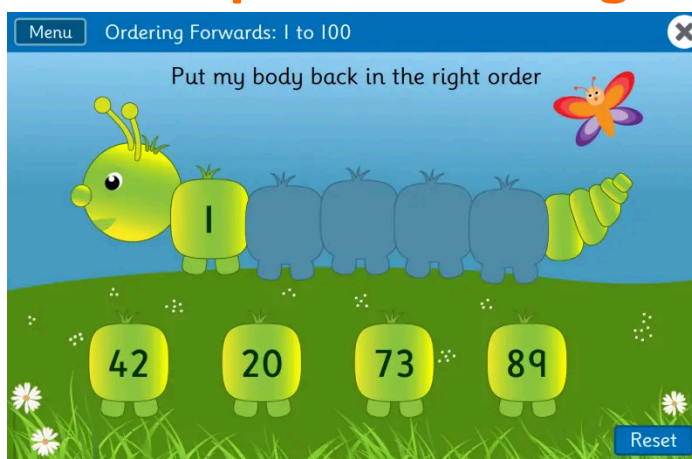 Menu
Ordering Forwards: 1 to 100
Put my body back in the right order
1
42 20 73 89
Reset